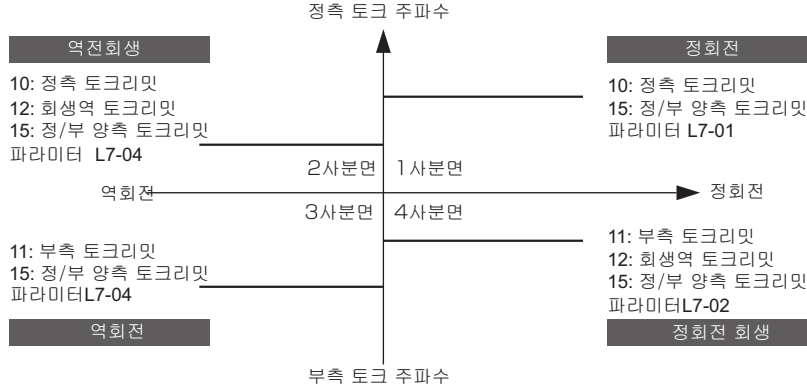 정측 토크 주파수
역전회생
10: 정측 토크리밋
12: 회생역 토크리밋
15: 정/부 양측 토크리밋
파라미터 L7-04
정회전
10: 정측 토크리밋
15: 정/부 양측 토크리밋
파라미터 L7-01
2사분면
1사분면
역회전
정회전
3사분면
4사분면
11: 부측 토크리밋
15: 정/부 양측 토크리밋
파라미터L7-04
역회전
11: 부측 토크리밋
12: 회생역 토크리밋
15: 정/부 양측 토크리밋
파라미터L7-02
정회전 회생
부측 토크 주파수